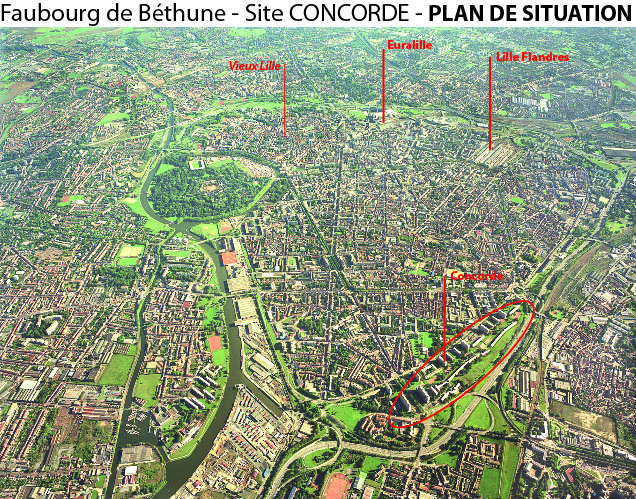 Faubourg de Béthune - Site CONCORDE - PLAN DE SITUATION
Euralille
Vieux Lille
Lille Flandres
Concorde